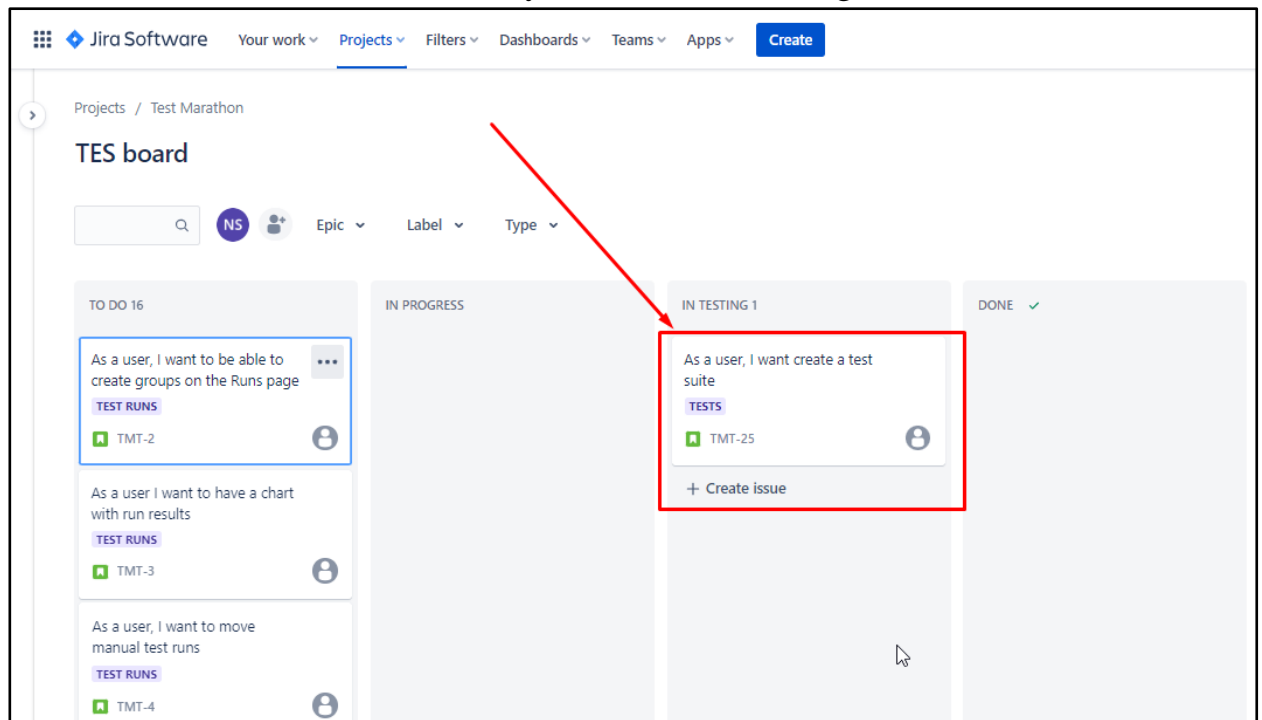 Jira Software Your work Projects Filters Dashboards Teams Apps Create
Projects / Test Marathon
TES board
NS Epic Label Type
TO DO 16
As a user, I want to be able to
create groups on the Runs page
TEST RUNS
TMT-2
As a user I want to have a chart
with run results
TEST RUNS
TMT-3
As a user, I want to move
manual test runs
TEST RUNS
TMT-4
IN PROGRESS
IN TESTING 1
As a user, I want create a test
suite
TESTS
TMT-25
+ Create issue
DONE